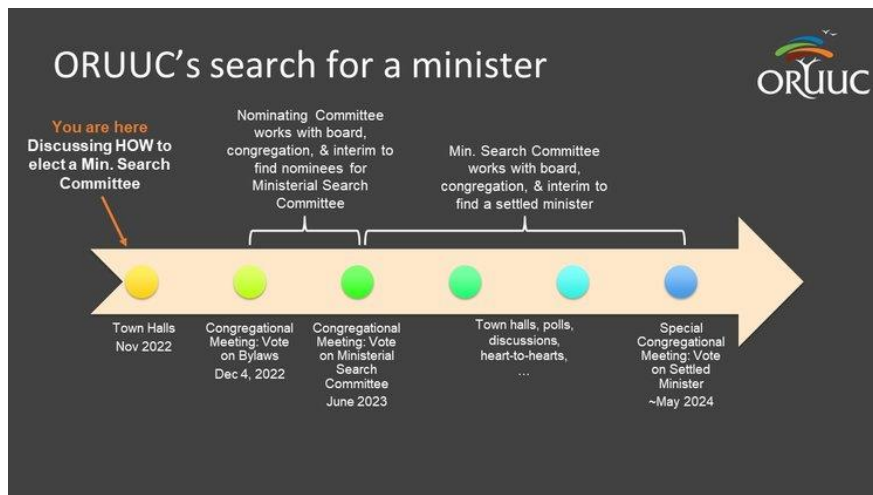 ORUUC's search for a minister
ORUUC
You are here
Discussing HOW to
elect a Min. Search
Committee
Nominating Committee
works with board,
congregation, & interim to
find nominees for
Ministerial Search
Committee
Min. Search Committee
works with board,
congregation, & interim to
find a settled minister
Town Halls
Nov 2022
Congregational
Meeting: Vote
on Bylaws
Dec 4, 2022
Congregational
Meeting: Vote
on Ministerial
Search
Committee
June 2023
Town halls, polls,
discussions,
heart-to-hearts,
…
Special
Congregational
Meeting: Vote
on Settled
Minister
~May 2024